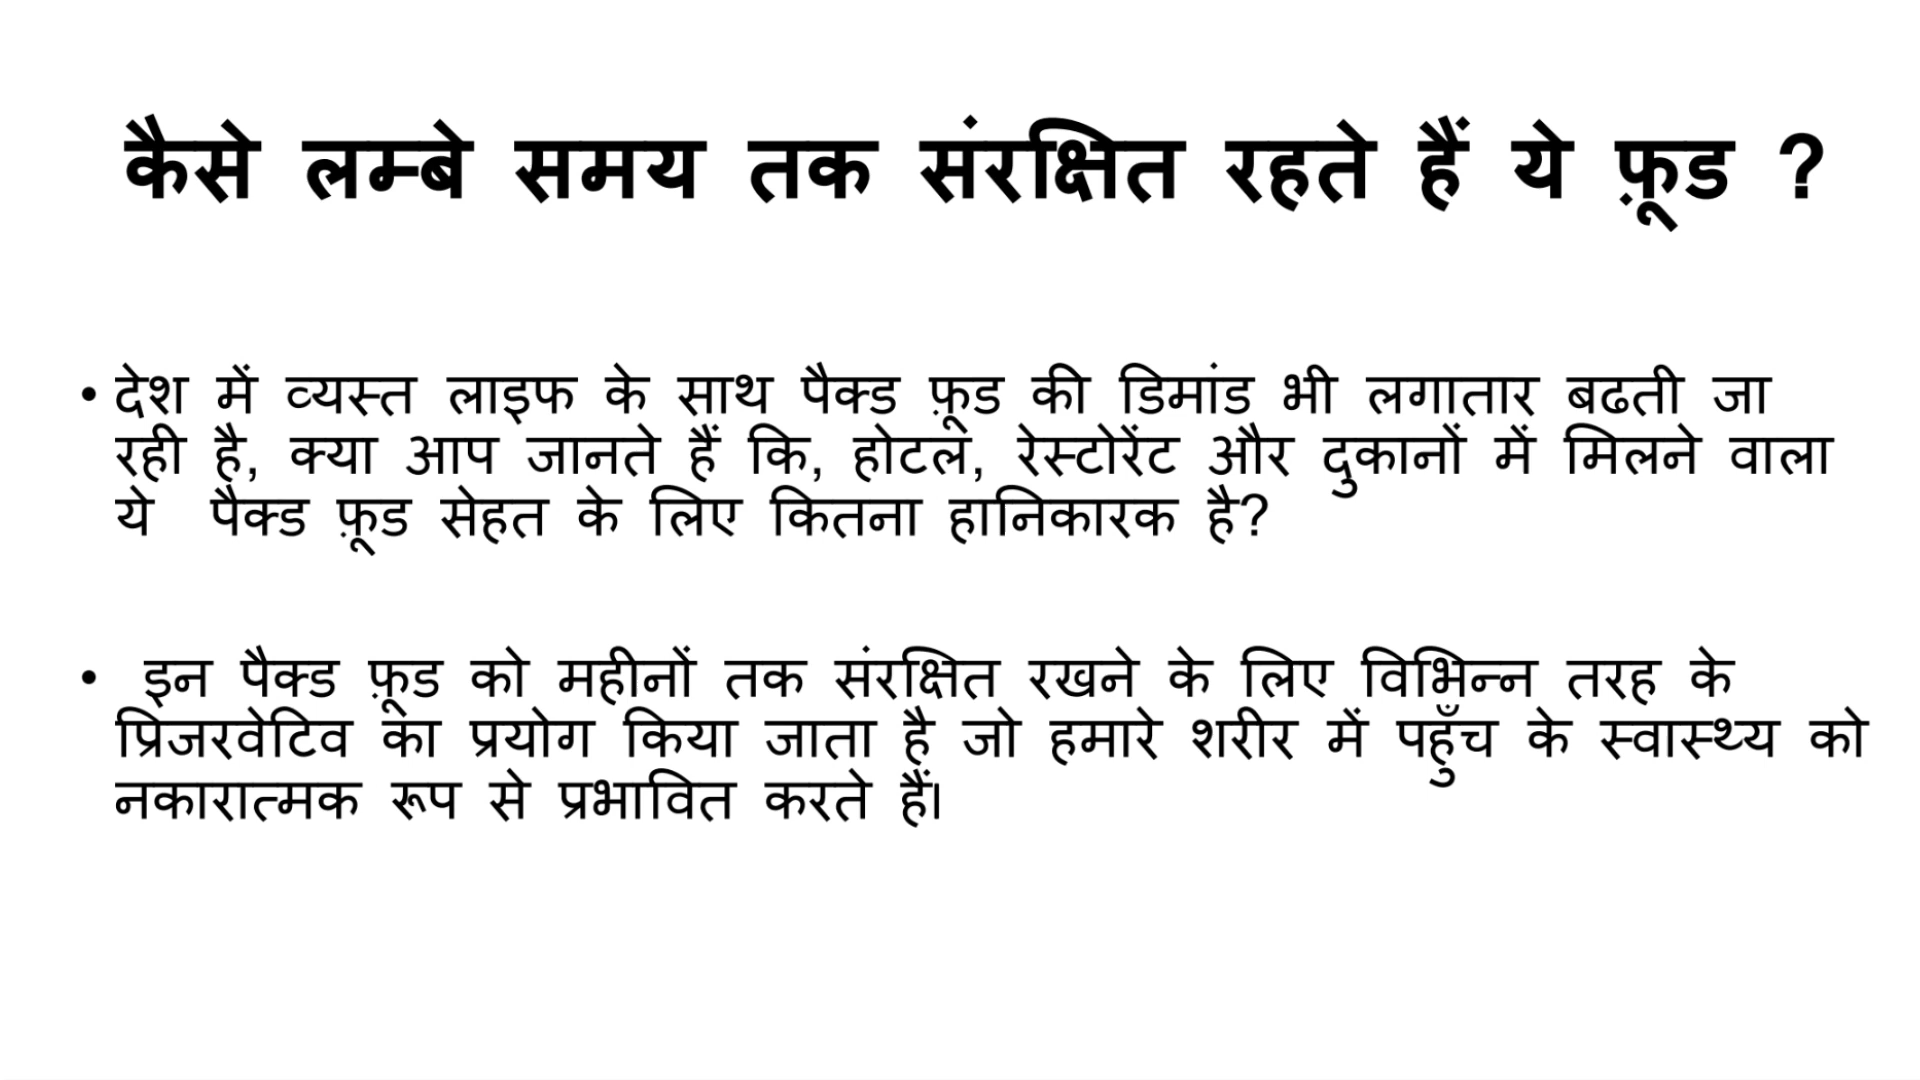 कैसे लम्बे समय तक संरक्षित रहते हैं ये फ़ूड ?
• देश में व्यस्त लाइफ के साथ पैक्ड फ़ूड की डिमांड भी लगातार बढती जा
रही है, क्या आप जानते हैं कि, होटल, रेस्टोरेंट और दुकानों में मिलने वाला
ये पैक्ड फ़ूड सेहत के लिए कितना हानिकारक है?
• इन पैक्ड फ़ूड को महीनों तक संरक्षित रखने के लिए विभिन्न तरह के
प्रिजरवेटिव का प्रयोग किया जाता है जो हमारे शरीर में पहुँच के स्वास्थ्य को
नकारात्मक रूप से प्रभावित करते हैं।